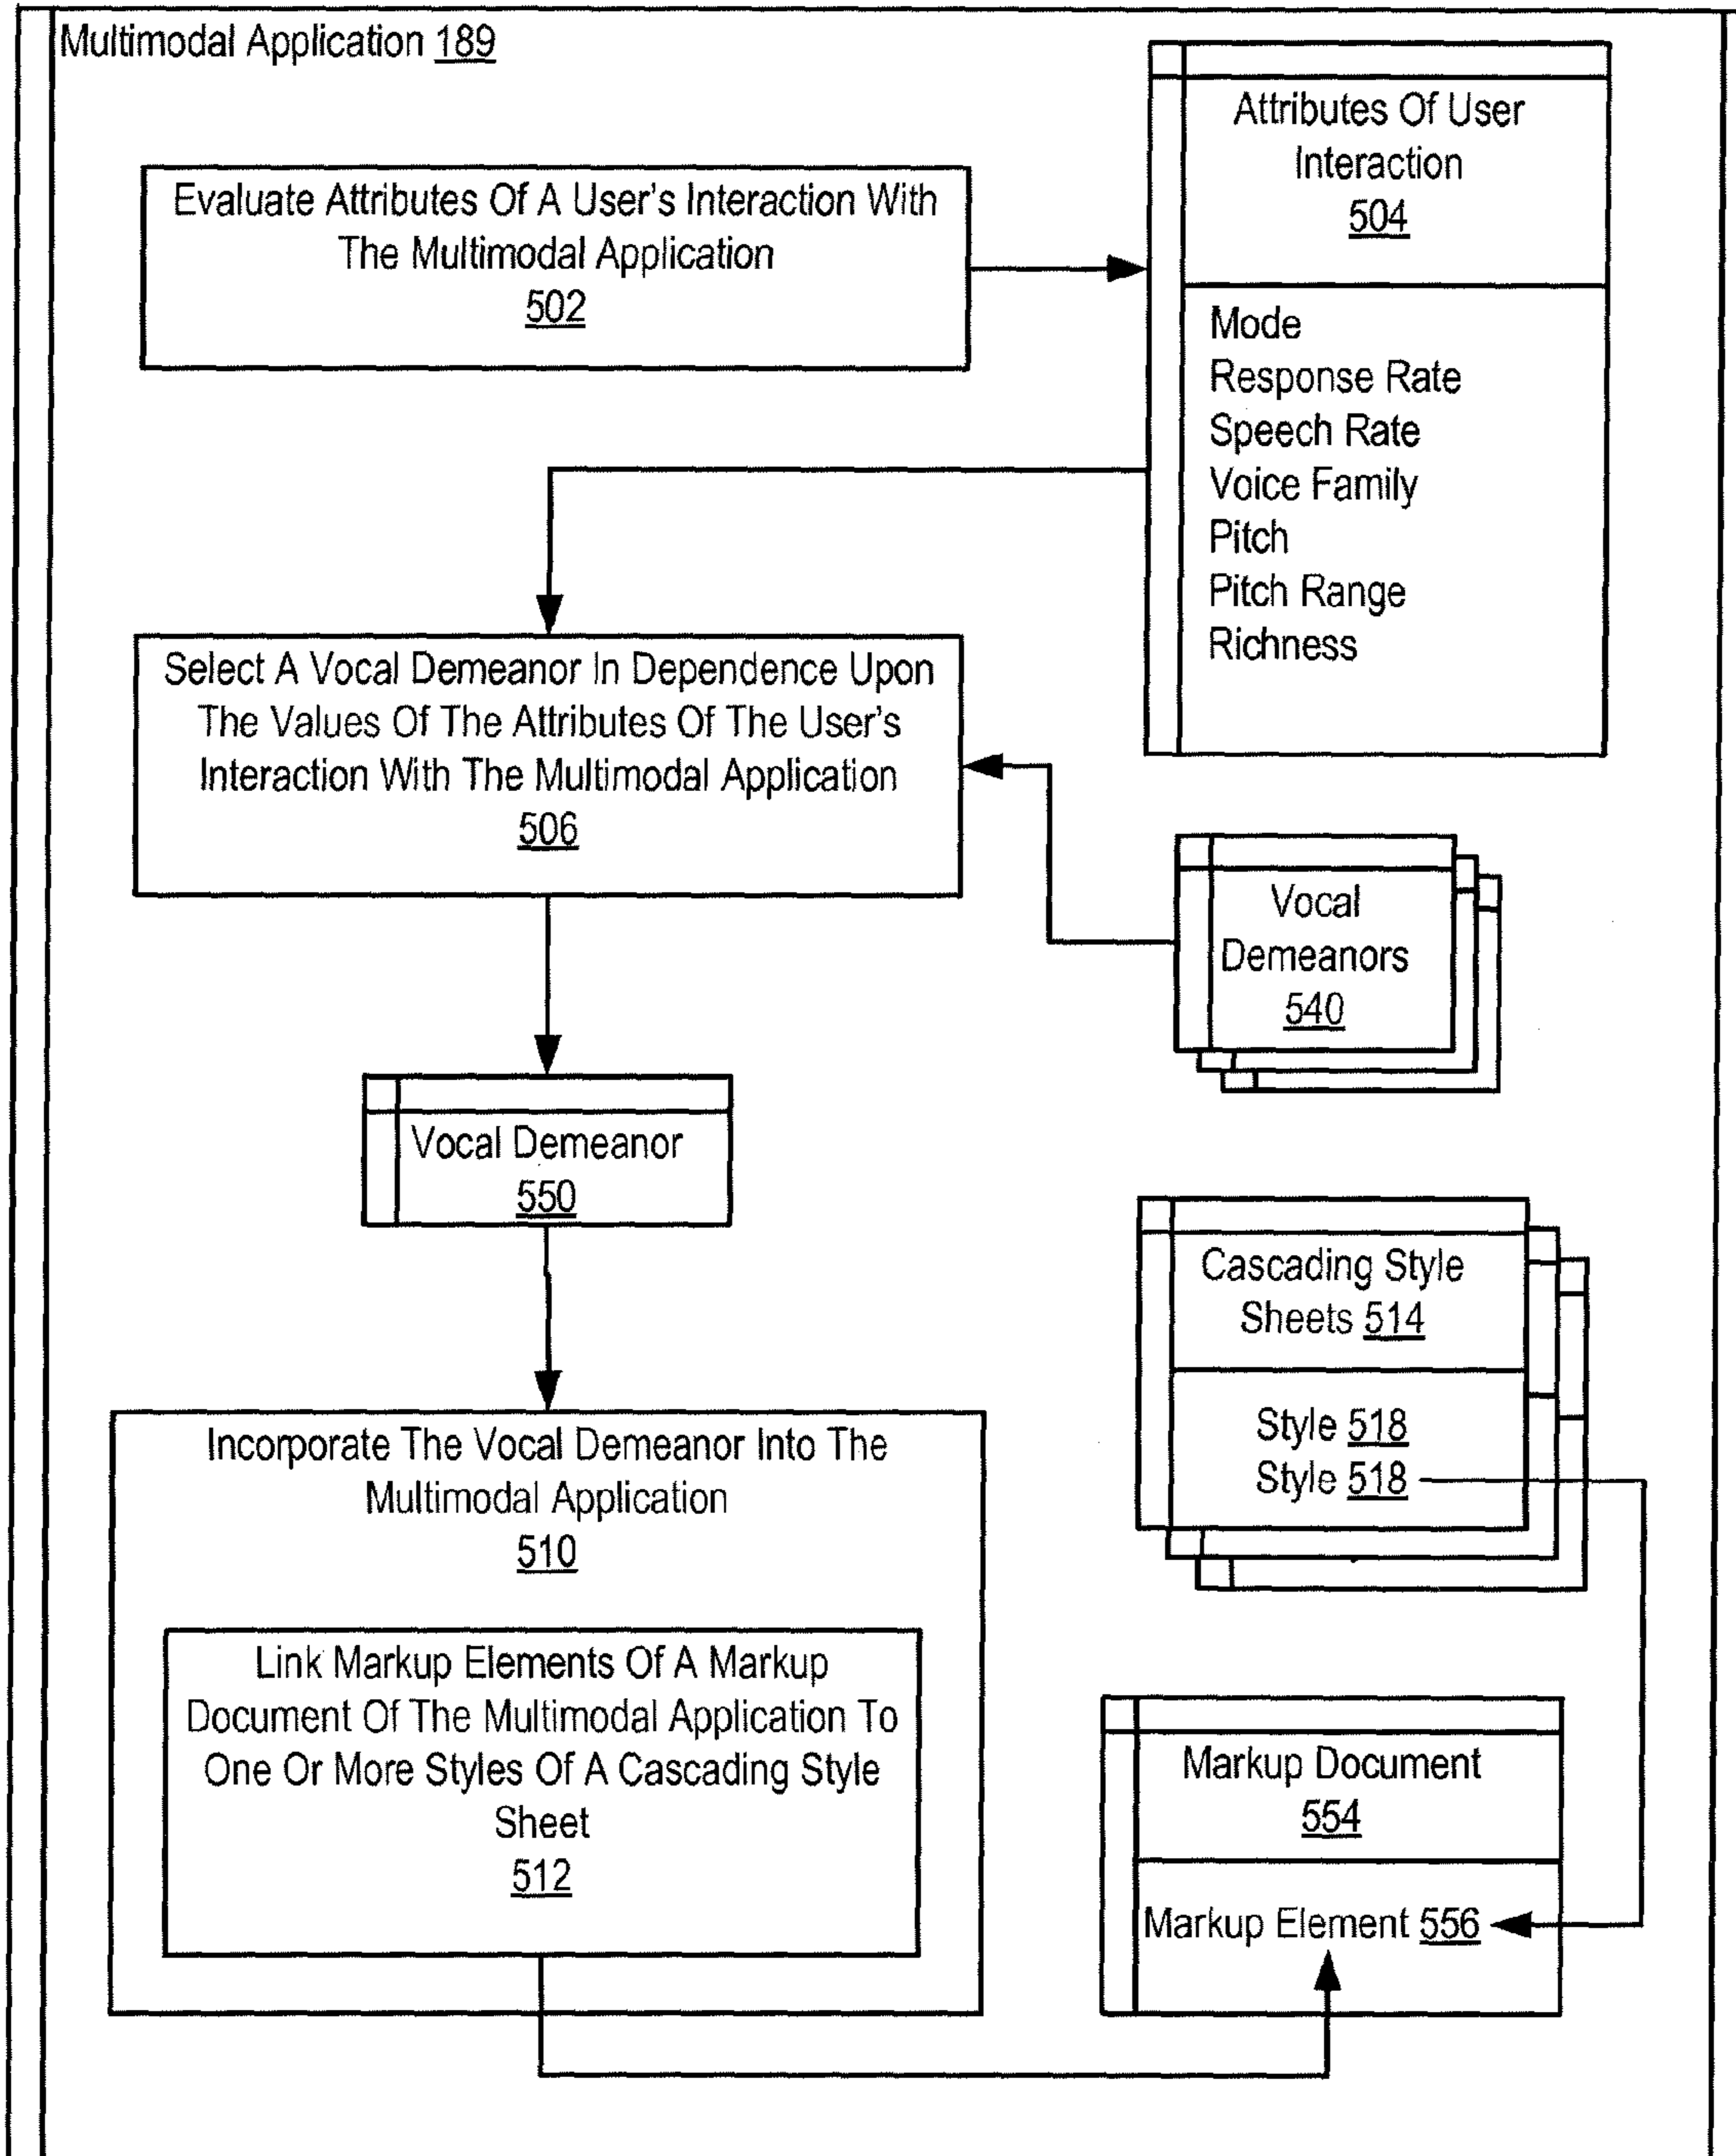 Multimodal Application 189
Attributes Of User
Interaction
504
Mode
Response Rate
Speech Rate
Voice Family
Pitch
Pitch Range
Richness
Evaluate Attributes Of A User's Interaction With
The Multimodal Application
502
Select A Vocal Demeanor In Dependence Upon
The Values Of The Attributes Of The User's
Interaction With The Multimodal Application
506
Vocal
Demeanors
540
Vocal Demeanor
550
Cascading Style
Sheets 514
Style 518
Style 518
Incorporate The Vocal Demeanor Into The
Multimodal Application
510
Link Markup Elements Of A Markup
Document Of The Multimodal Application To
One Or More Styles Of A Cascading Style
Sheet
512
Markup Document
554
Markup Element 556